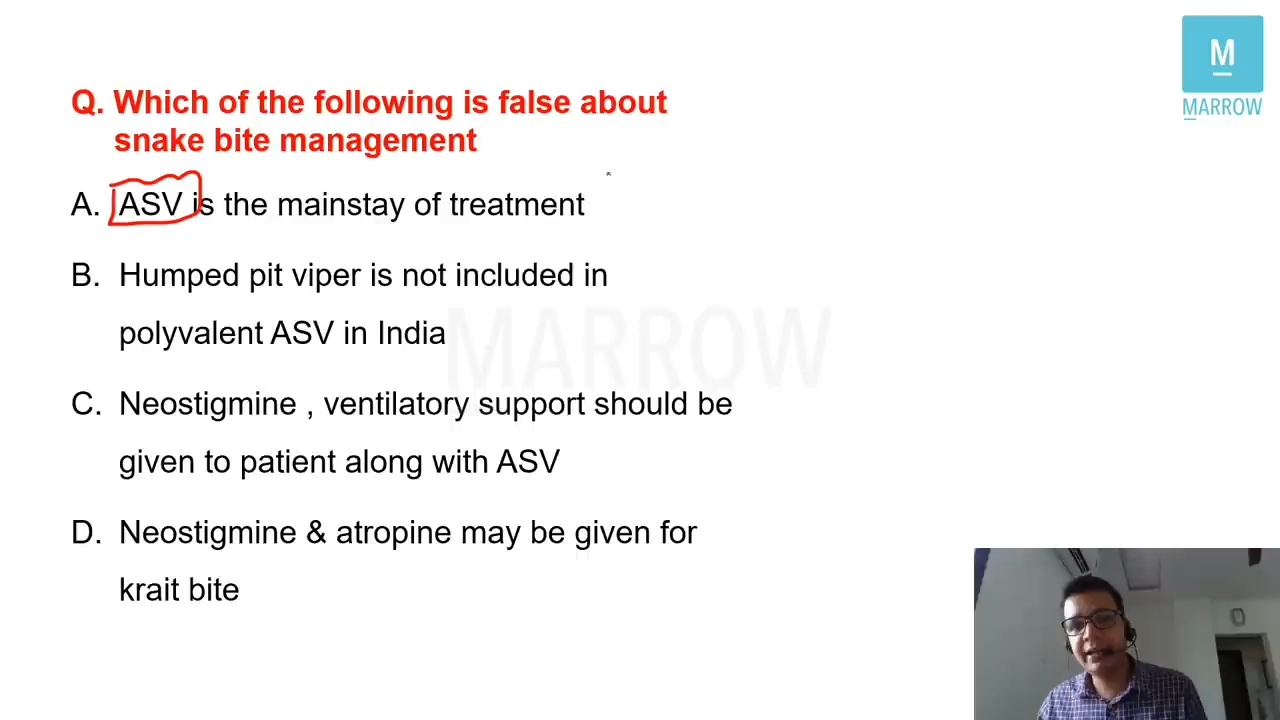 M
MARROW
Q. Which of the following is false about
snake bite management
A. ASV is the mainstay of treatment
B. Humped pit viper is not included in
polyvalent ASV in India
MARROW
C. Neostigmine , ventilatory support should be
given to patient along with ASV
D. Neostigmine & atropine may be given for
krait bite